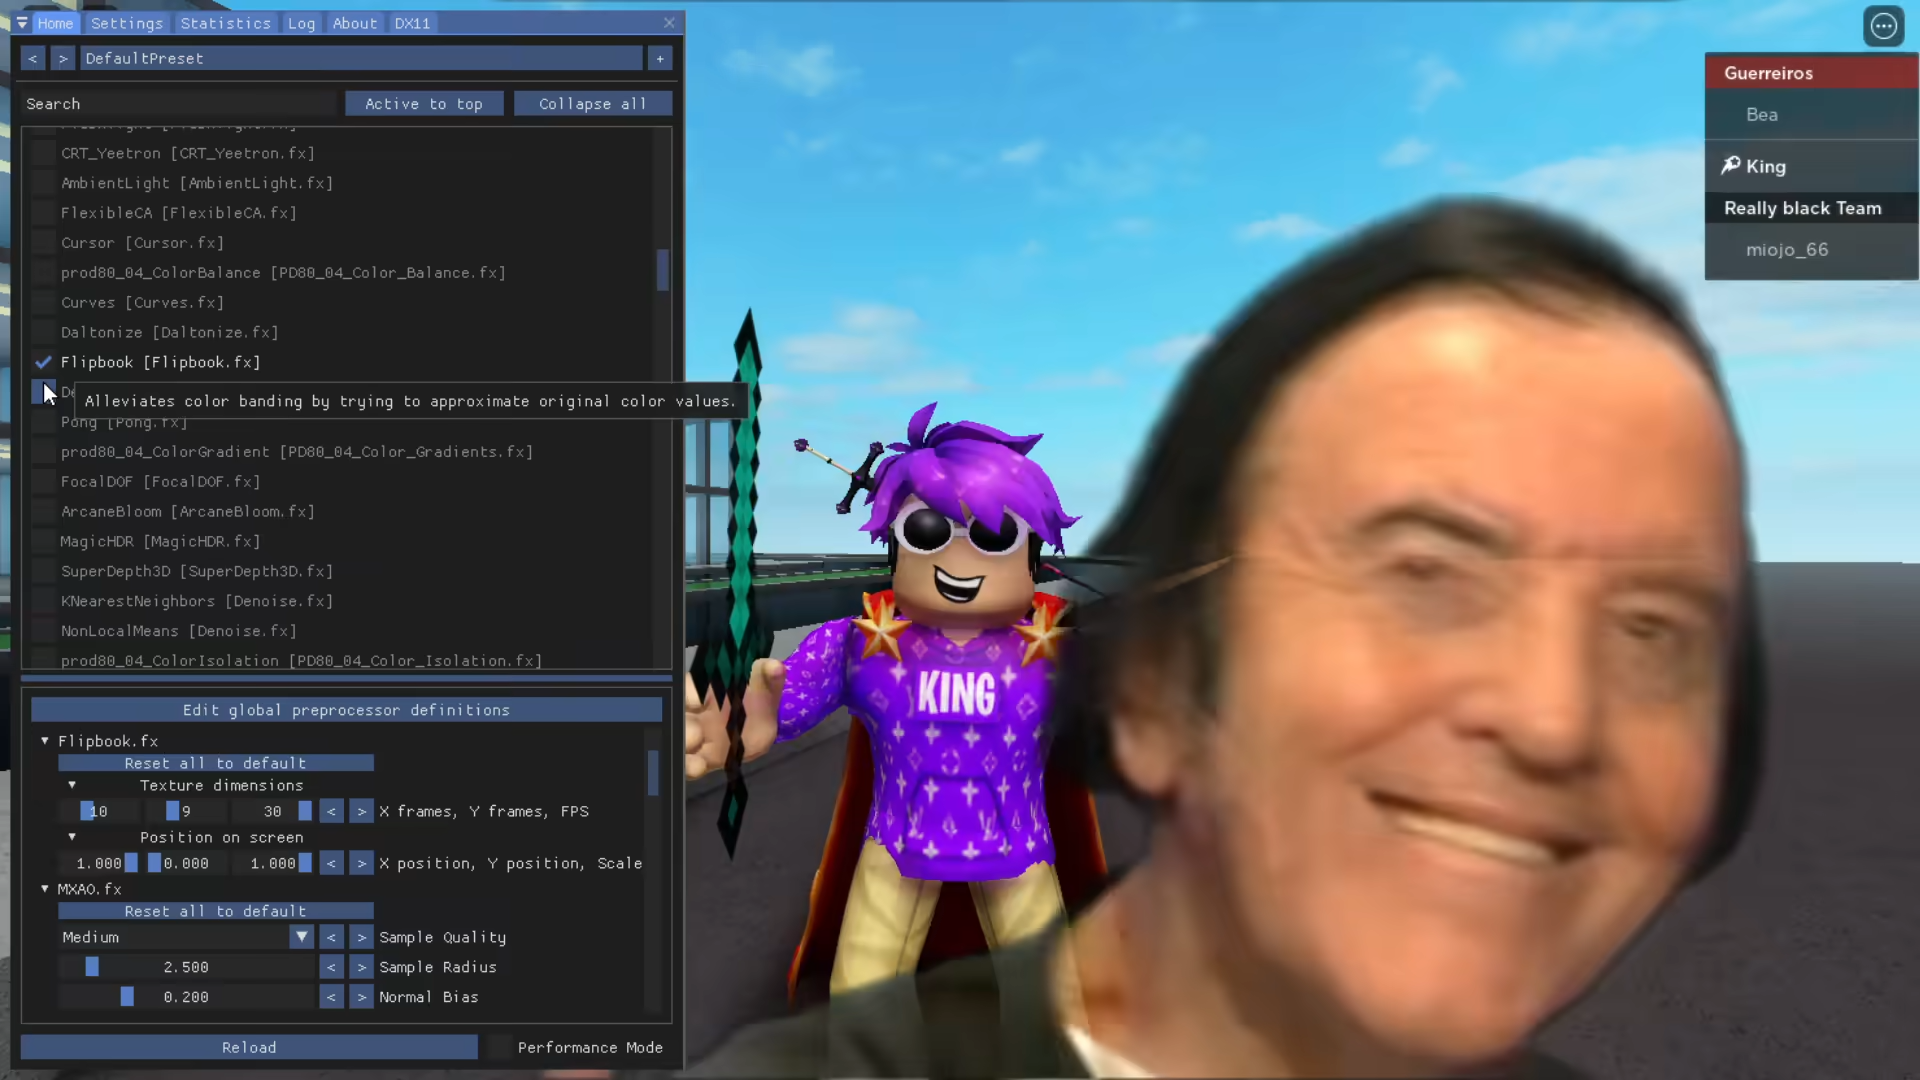 Home Settings Statistics Log About DX11
< > DefaultPreset +
Search Active to top Collapse all
CRT_Yeetron [CRT_Yeetron.fx]
AmbientLight [AmbientLight.fx]
FlexibleCA [FlexibleCA.fx]
Cursor [Cursor.fx]
prod80_04_ColorBalance [PD80_04_Color_Balance.fx]
Curves [Curves.fx]
Daltonize [Daltonize.fx]
Flipbook [Flipbook.fx]
Alleviates color banding by trying to approximate original color values.
Pong [Pong.fx]
prod80_04_ColorGradient [PD80_04_Color_Gradients.fx]
FocalDOF [FocalDOF.fx]
ArcaneBloom [ArcaneBloom.fx]
MagicHDR [MagicHDR.fx]
SuperDepth3D [SuperDepth3D.fx]
KNearestNeighbors [Denoise.fx]
NonLocalMeans [Denoise.fx]
prod80_04_ColorIsolation [PD80_04_Color_Isolation.fx]
Edit global preprocessor definitions
Flipbook.fx
Reset all to default
Texture dimensions
10 9 30 < > X frames, Y frames, FPS
Position on screen
1.000 0.000 1.000 < > X position, Y position, Scale
MXAO.fx
Reset all to default
Medium < > Sample Quality
2.500 < > Sample Radius
0.200 < > Normal Bias
Reload Performance Mode
KING
Guerreiros
Bea
King
Really black Team
miojo_66